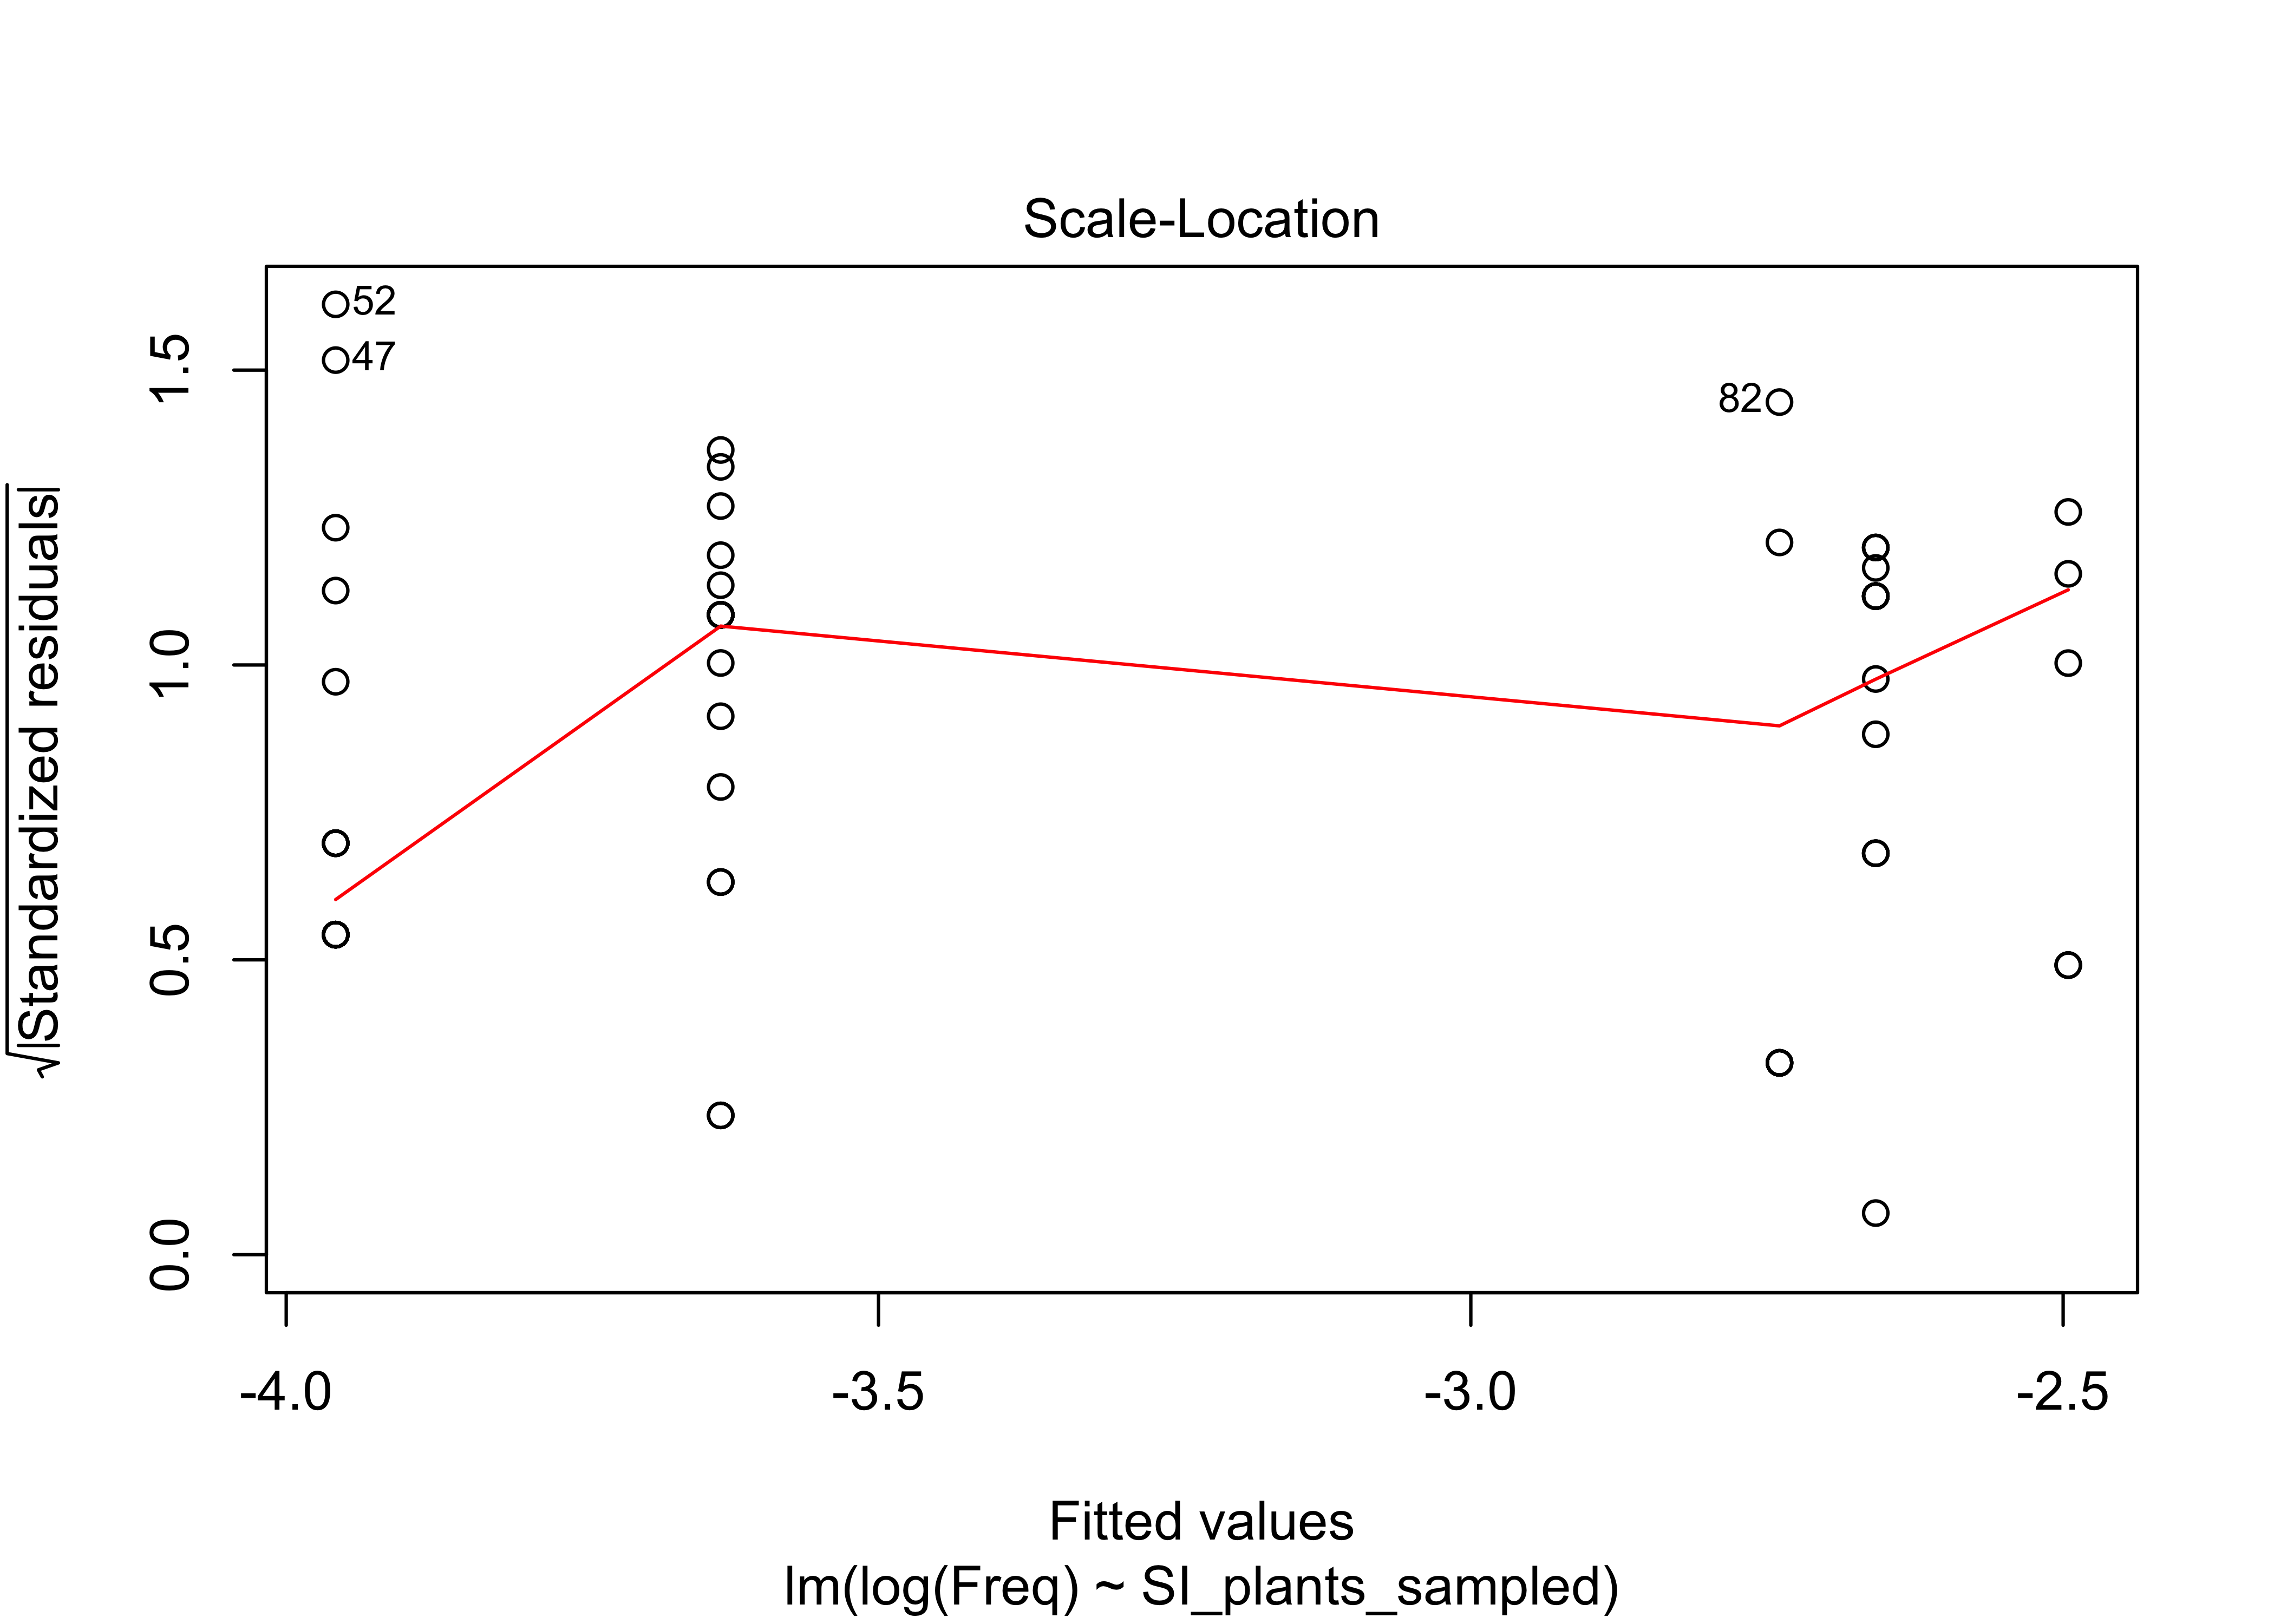 Scale-Location
√|Standardized residuals|
1.5
1.0
0.5
0.0
52
47
82
-4.0 -3.5 -3.0 -2.5
Fitted values
lm(log(Freq) ~ SI_plants_sampled)